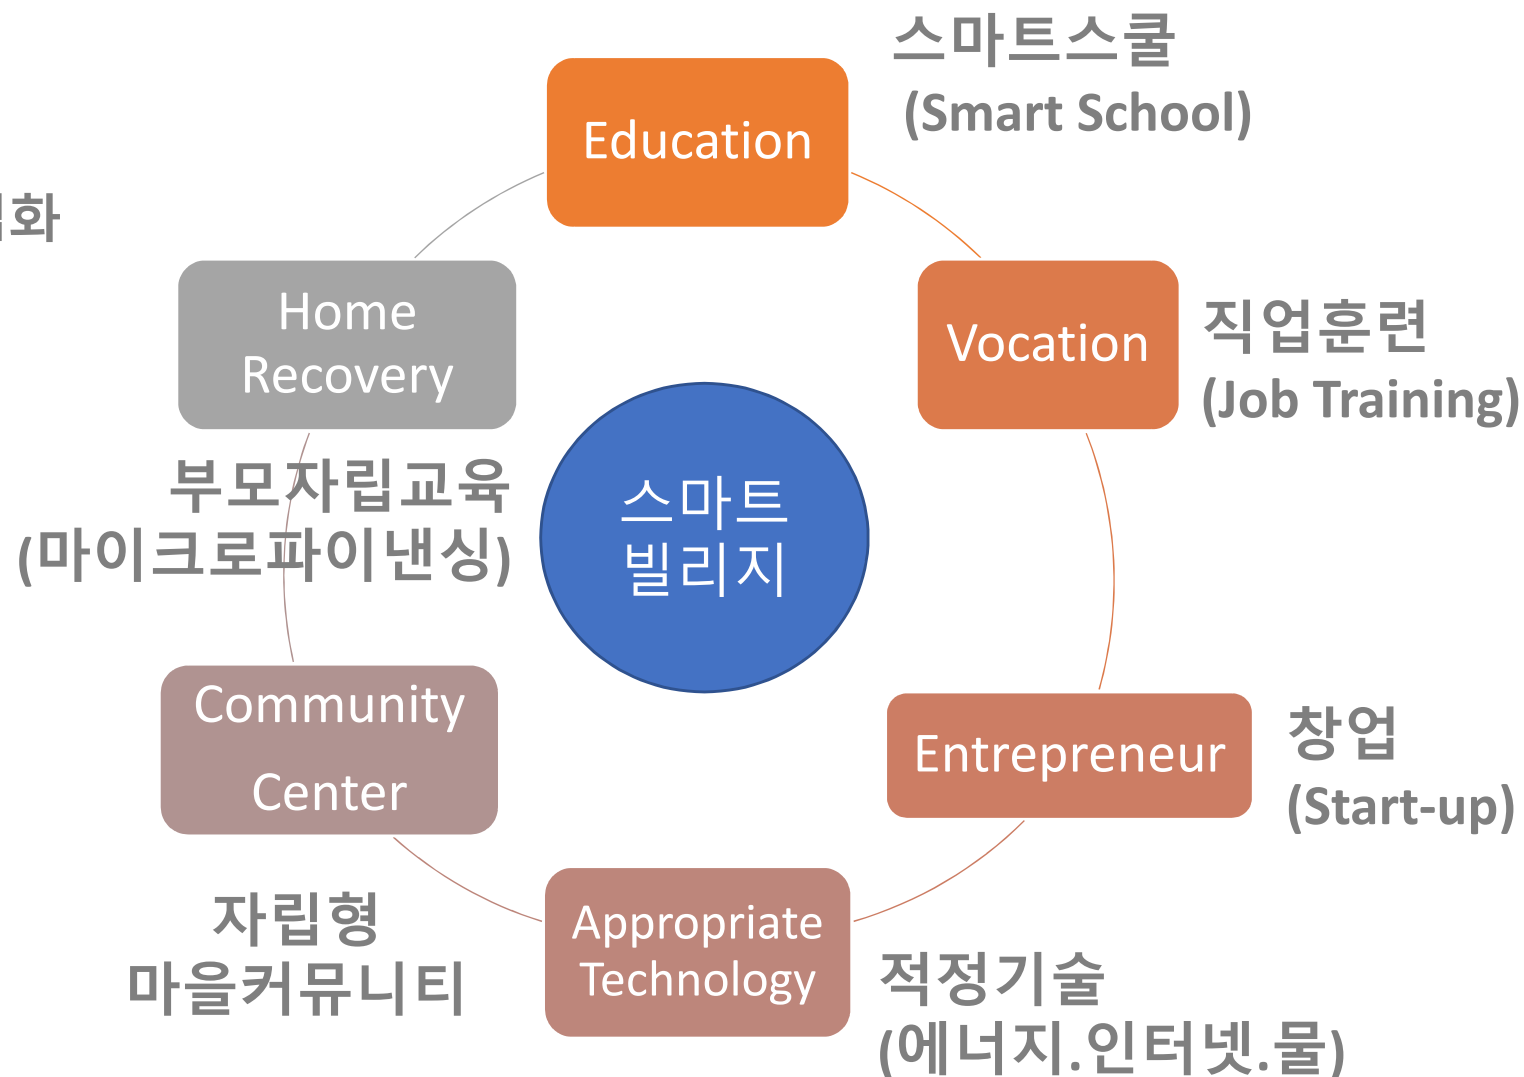 스마트스쿨
(Smart School)
Education
화
Home
Recovery
Vocation
직업훈련
(Job Training)
부모자립교육
(마이크로파이낸싱)
스마트
빌리지
Community
Center
Entrepreneur
창업
(Start-up)
자립형
마을커뮤니티
Appropriate
Technology
적정기술
(에너지.인터넷.물)